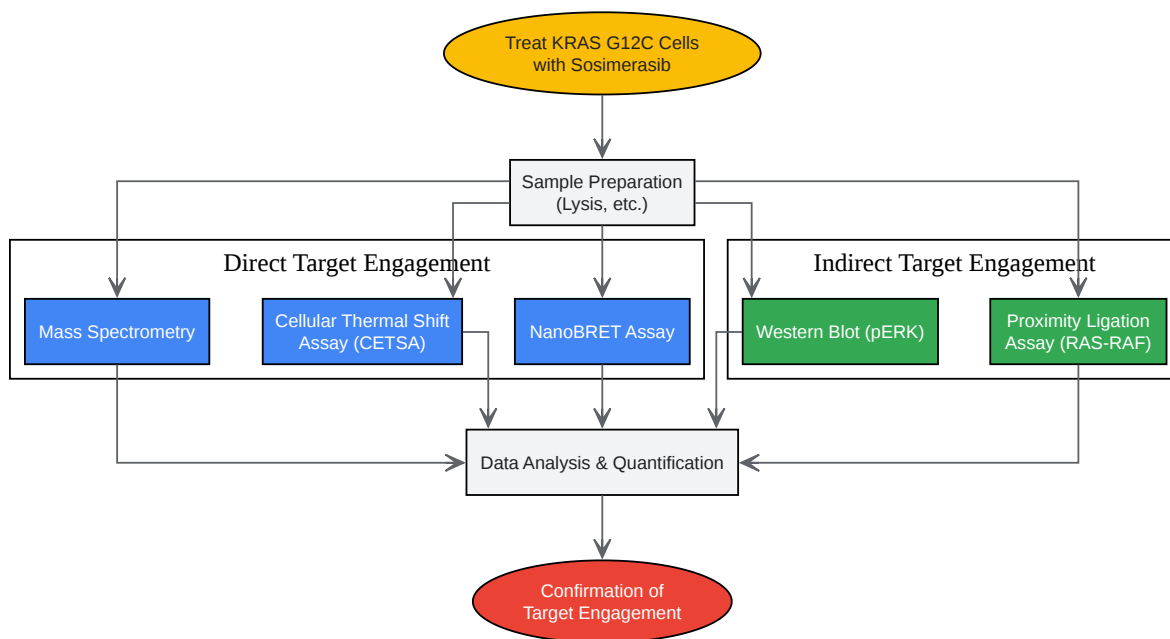 Treat KRAS G12C Cells
with Sosimerasib
Sample Preparation
(Lysis, etc.)
Direct Target Engagement
Indirect Target Engagement
Mass Spectrometry
Cellular Thermal Shift
Assay (CETSA)
NanoBRET Assay
Western Blot (pERK)
Proximity Ligation
Assay (RAS-RAF)
Data Analysis & Quantification
Confirmation of
Target Engagement